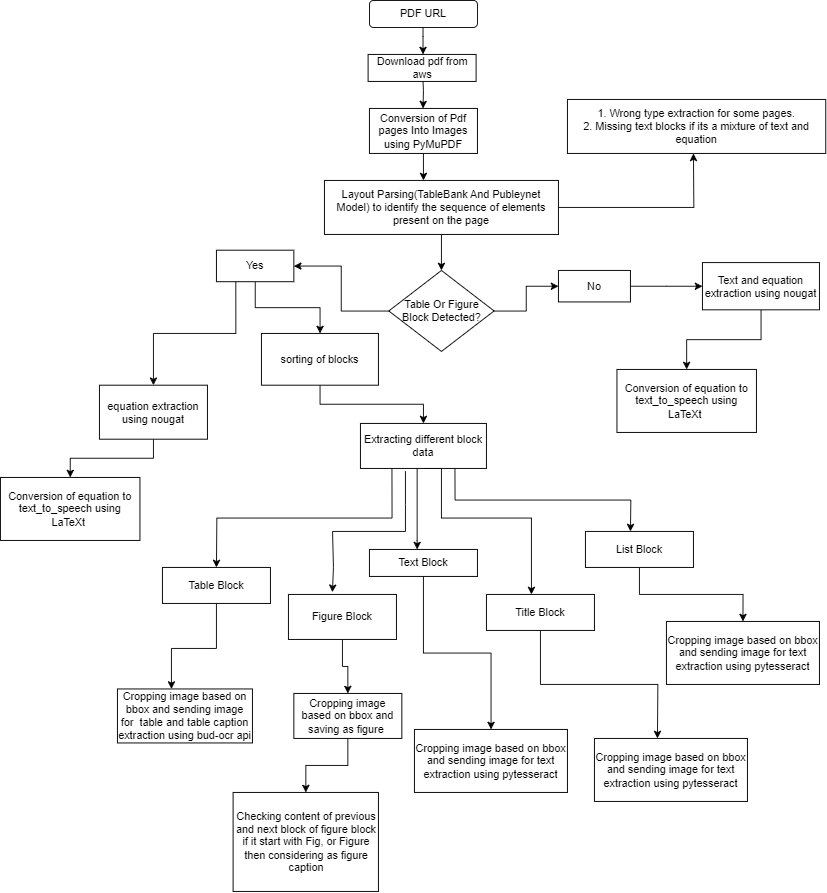 PDF URL
Download pdf from
aws
Conversion of Pdf
pages Into Images
using PyMuPDF
1. Wrong type extraction for some pages.
2. Missing text blocks if its a mixture of text and
equation
Layout Parsing(TableBank And Publeynet
Model) to identify the sequence of elements
present on the page
Yes
Table Or Figure
Block Detected?
No
Text and equation
extraction using nougat
sorting of blocks
equation extraction
using nougat
Conversion of equation to
text_to_speech using
LaTeXt
Extracting different block
data
Conversion of equation to
text_to_speech using
LaTeXt
Table Block
Figure Block
Text Block
Title Block
List Block
Cropping image based on
bbox and sending image
for table and table caption
extraction using bud-ocr api
Cropping image
based on bbox and
saving as figure
Cropping image based on bbox
and sending image for text
extraction using pytesseract
Cropping image based on bbox
and sending image for text
extraction using pytesseract
Cropping image based on bbox
and sending image for text
extraction using pytesseract
Checking content of previous
and next block of figure block
if it start with Fig, or Figure
then considering as figure
caption